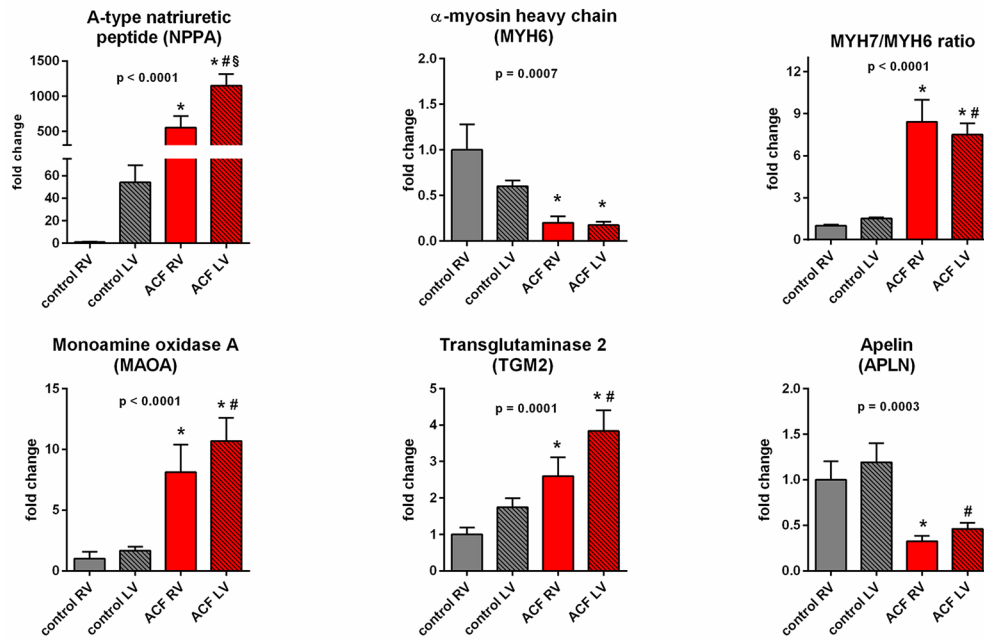 A-type natriuretic
peptide (NPPA)
fold change
1500
1000
500
60
40
20
0
p < 0.0001
*
* # §
control RV
control LV
ACF RV
ACF LV
α-myosin heavy chain
(MYH6)
fold change
2.0
1.5
1.0
0.5
0.0
p = 0.0007
*
*
control RV
control LV
ACF RV
ACF LV
MYH7/MYH6 ratio
fold change
12
9
6
3
0
p < 0.0001
*
* #
control RV
control LV
ACF RV
ACF LV
Monoamine oxidase A
(MAOA)
fold change
15
10
5
0
p < 0.0001
*
* #
control RV
control LV
ACF RV
ACF LV
Transglutaminase 2
(TGM2)
fold change
5
4
3
2
1
0
p = 0.0001
*
* #
control RV
control LV
ACF RV
ACF LV
Apelin
(APLN)
fold change
2.0
1.5
1.0
0.5
0.0
p = 0.0003
*
#
control RV
control LV
ACF RV
ACF LV